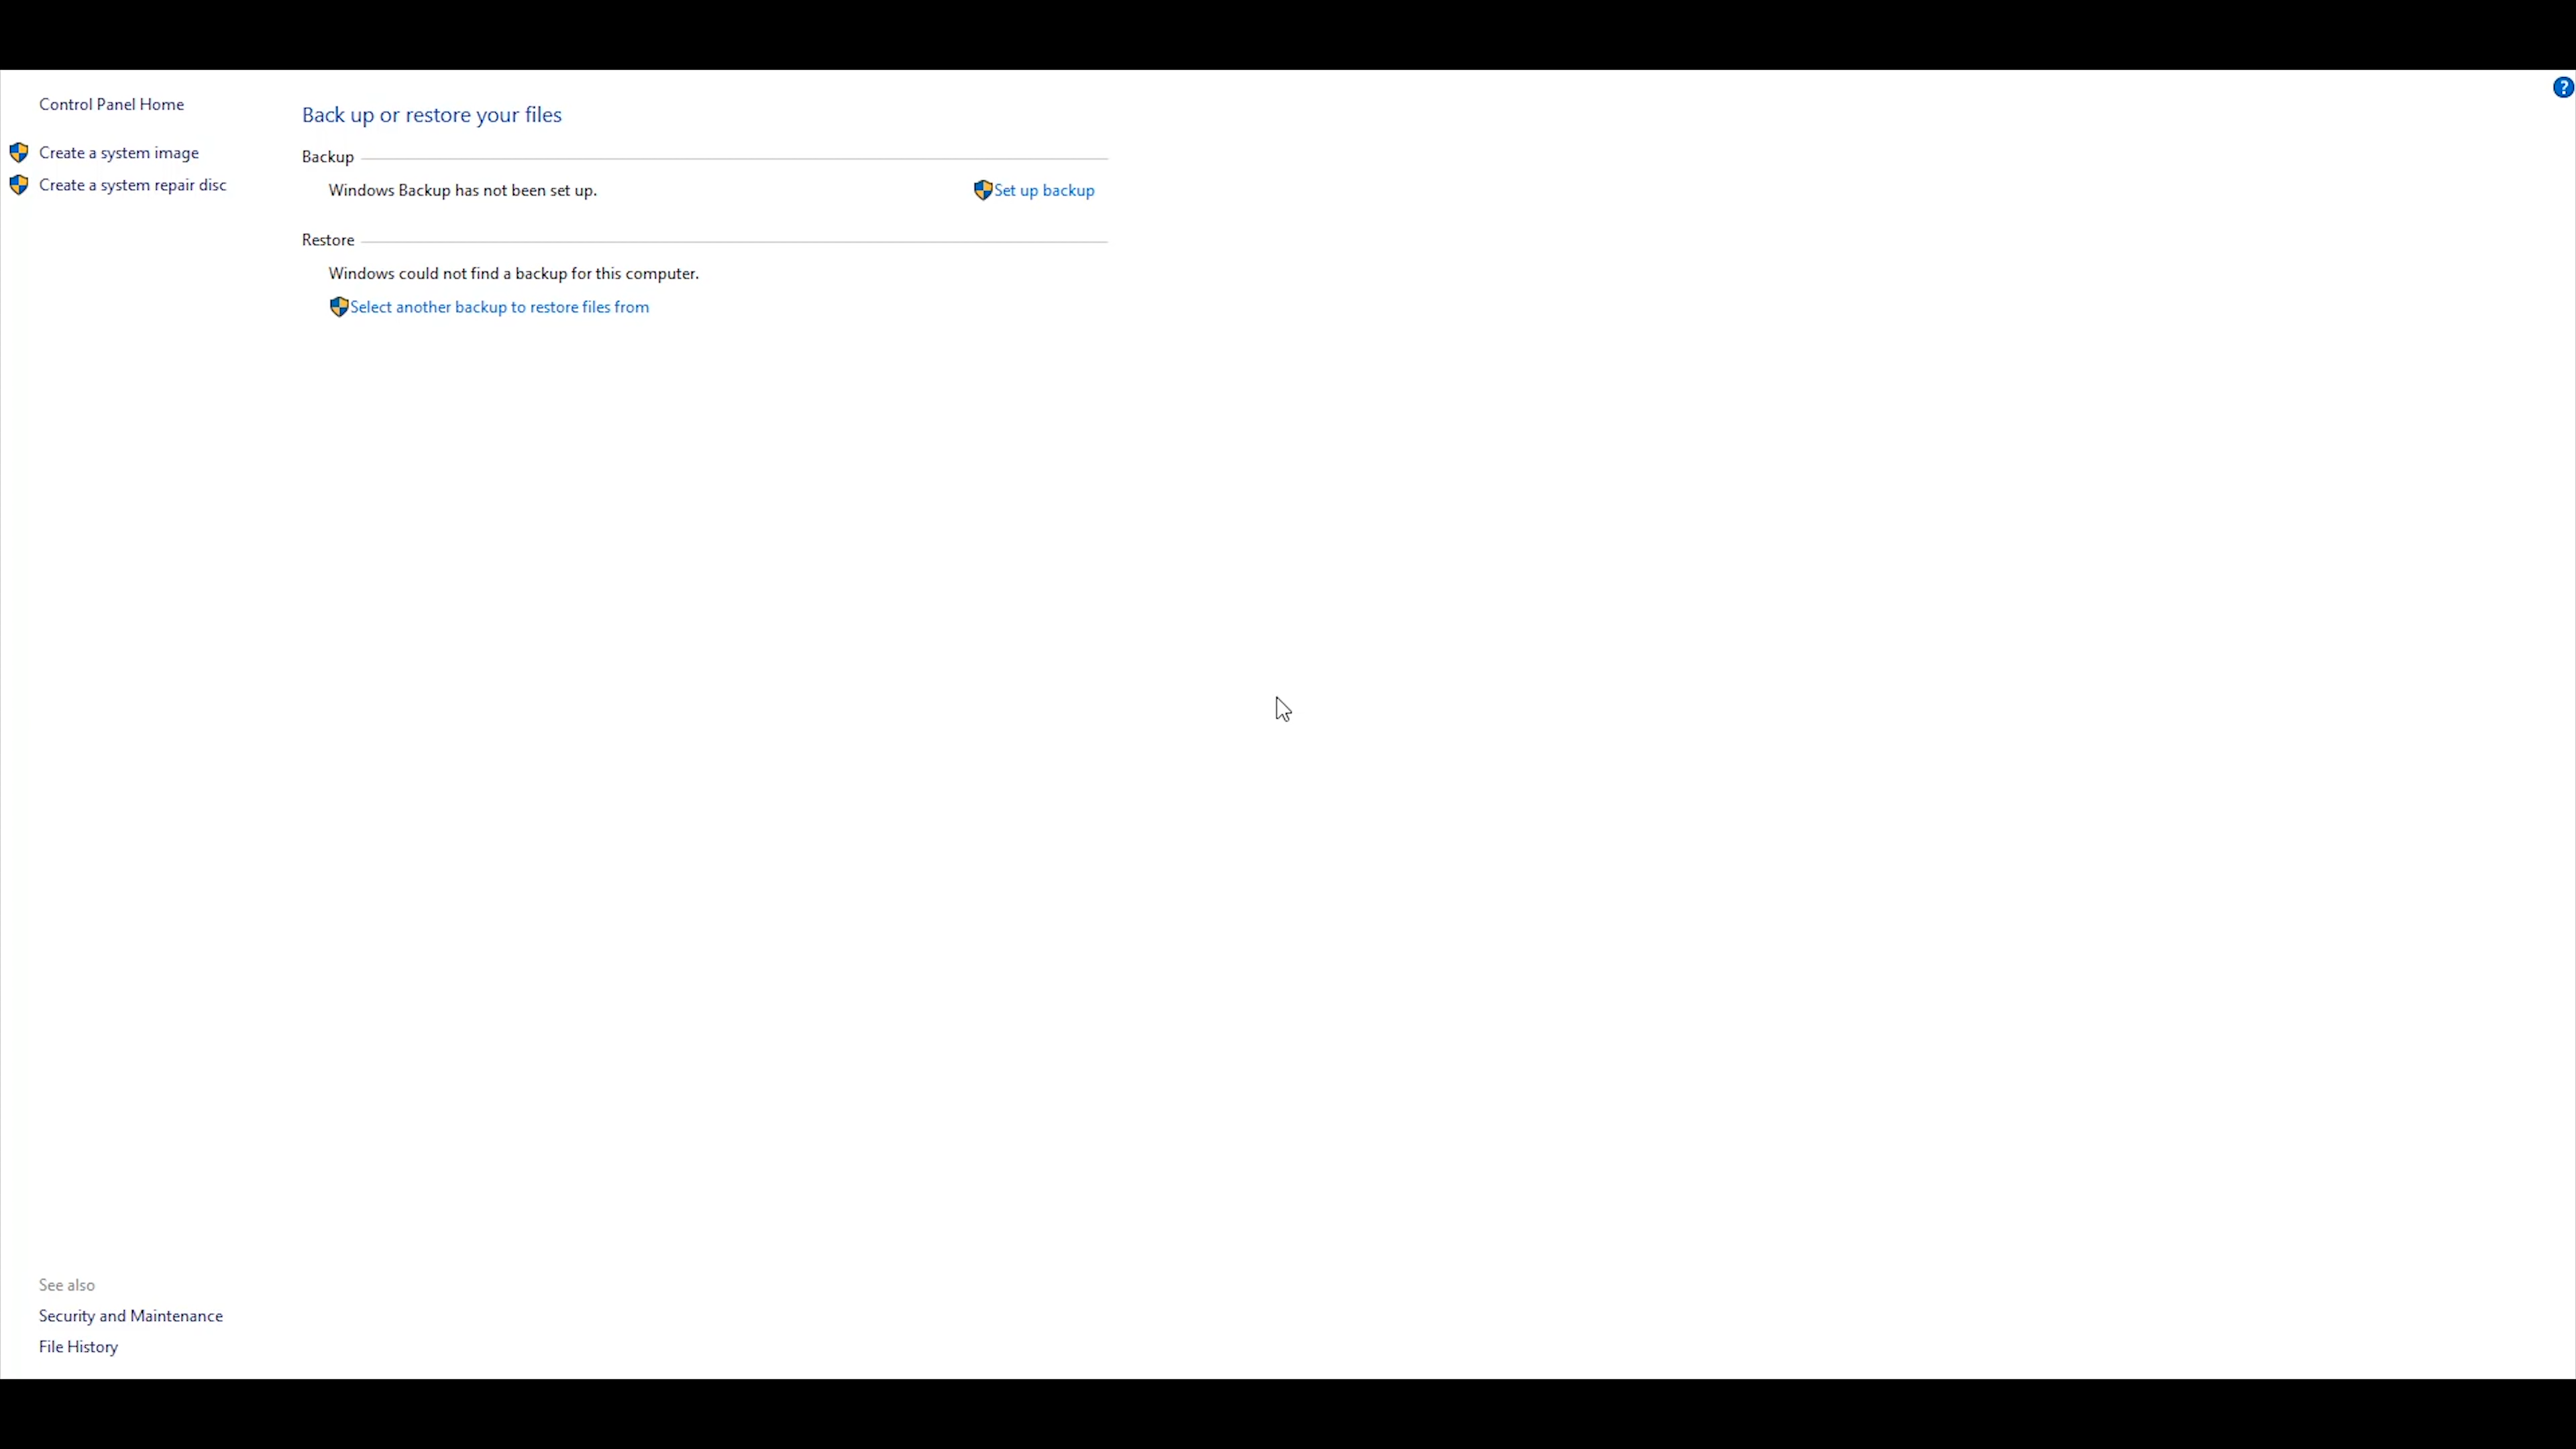 Control Panel Home
Create a system image
Create a system repair disc
Back up or restore your files
Backup
Windows Backup has not been set up.
Set up backup
Restore
Windows could not find a backup for this computer.
Select another backup to restore files from
See also
Security and Maintenance
File History
?